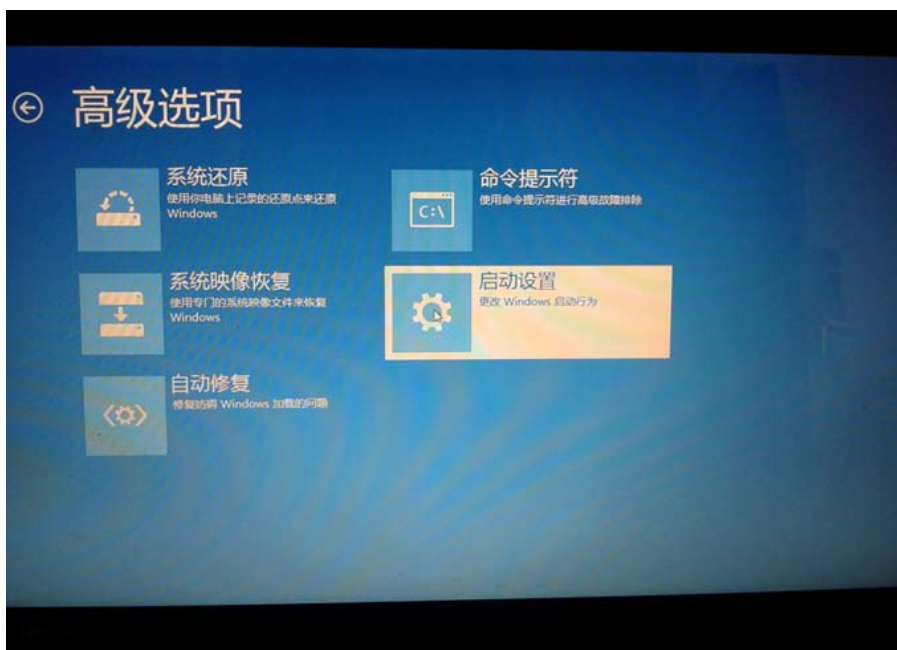 高级选项
系统还原
使用你电脑上记录的还原点来还原
Windows
命令提示符
使用命令提示符进行高级故障排除
C:\
系统映像恢复
使用专门的系统映像文件来恢复
Windows
启动设置
更改 Windows 启动行为
自动修复
修复妨碍 Windows 加载的问题